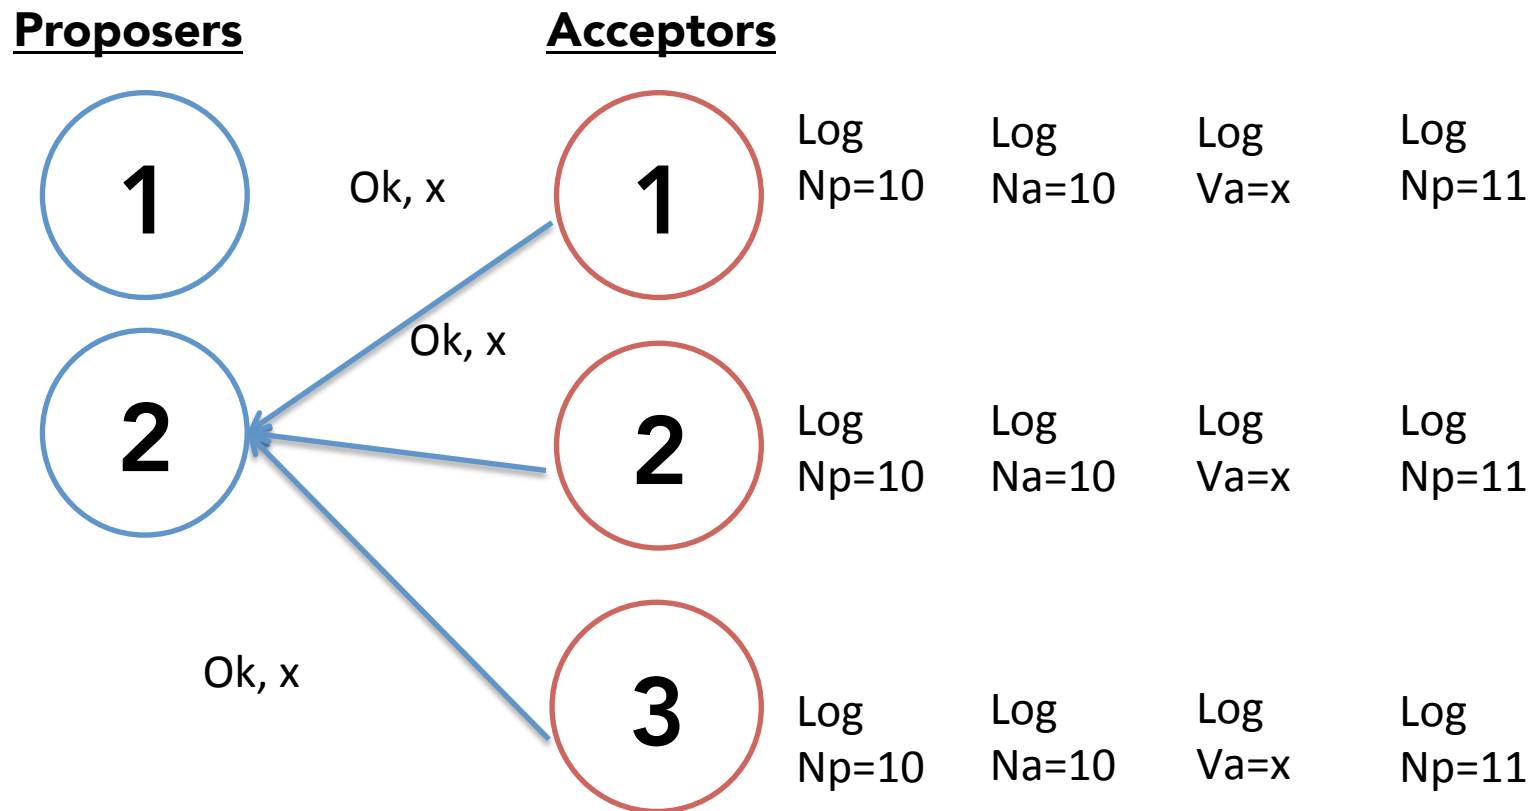 Proposers
Acceptors
1
Ok, x
1
Log
Np=10
Log
Na=10
Log
Va=x
Log
Np=11
Ok, x
2
2
Log
Np=10
Log
Na=10
Log
Va=x
Log
Np=11
Ok, x
3
Log
Np=10
Log
Na=10
Log
Va=x
Log
Np=11